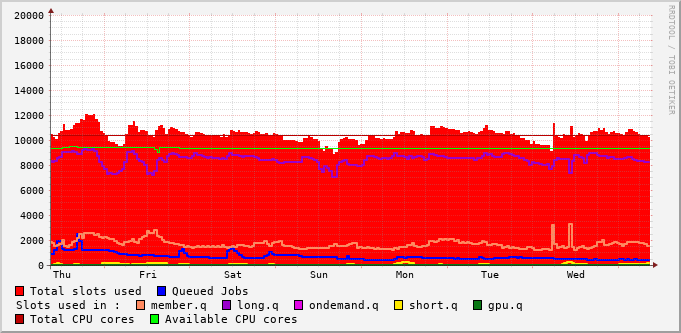 20000
18000
16000
14000
12000
10000
8000
6000
4000
2000
0
Thu Fri Sat Sun Mon Tue Wed
RRDTOOL / TOBI OETIKER
Total slots used Queued Jobs
Slots used in : member.q long.q ondemand.q short.q gpu.q
Total CPU cores Available CPU cores